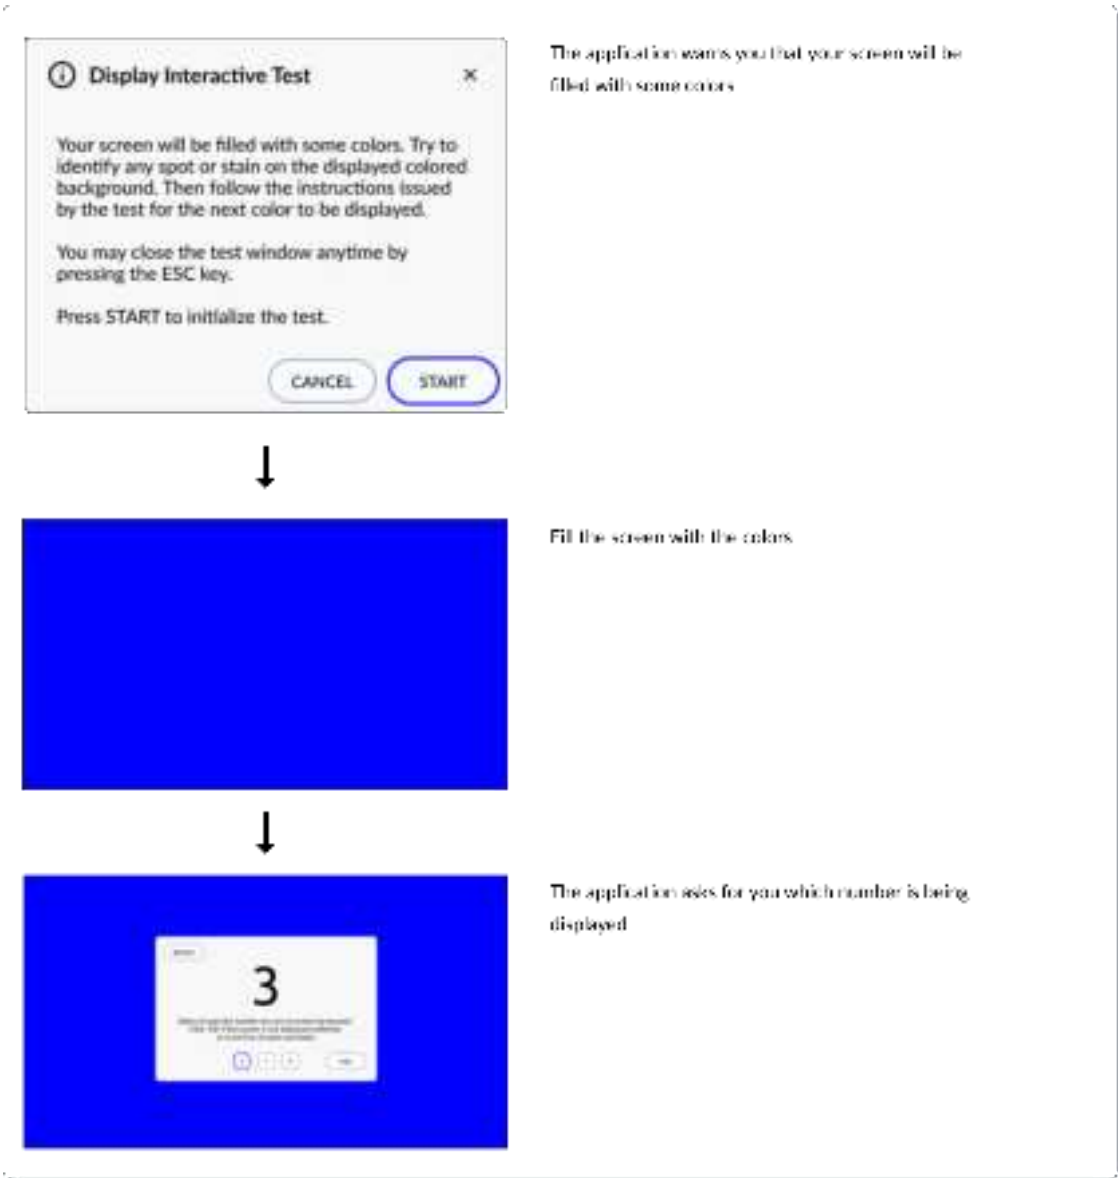 Display Interactive Test
The application warns you that your screen will be
filled with some colors
Your screen will be filled with some colors. Try to
identify any spot or stain on the displayed colored
background. Then follow the instructions issued
by the test for the next color to be displayed.
You may close the test window anytime by
pressing the ESC key.
Press START to initialize the test.
CANCEL START
Fill the screen with the colors
The application asks for you which number is being
displayed
3